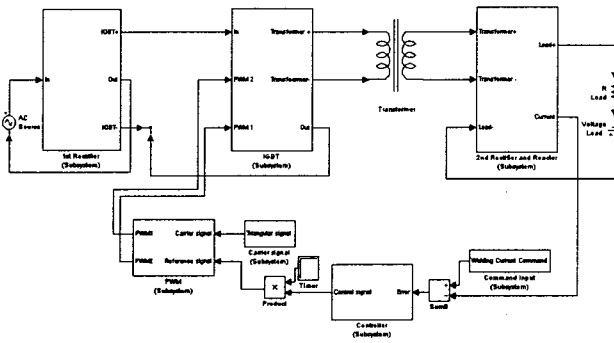 IGBT+
In
Out
IGBT-
AC
Source
1st Rectifier
(Subsystem)
In
Transformer +
PWM 2
Transformer-
PWM 1
Out
IGBT
(Subsystem)
Transformer
Transformer+
Load+
Transformer -
Current
Load-
2nd Rectifier and Reactor
(Subsystem)
R
Load
Voltage
Load
PWM1
Carrier signal
PWM2
Reference signal
PWM
(Subsystem)
Triangular signal
Carrier signal
(Subsystem)
Timer
×
Product
Control signal
Error
Controller
(Subsystem)
+
−
Sum8
Welding Current Command
Command Input
(Subsystem)